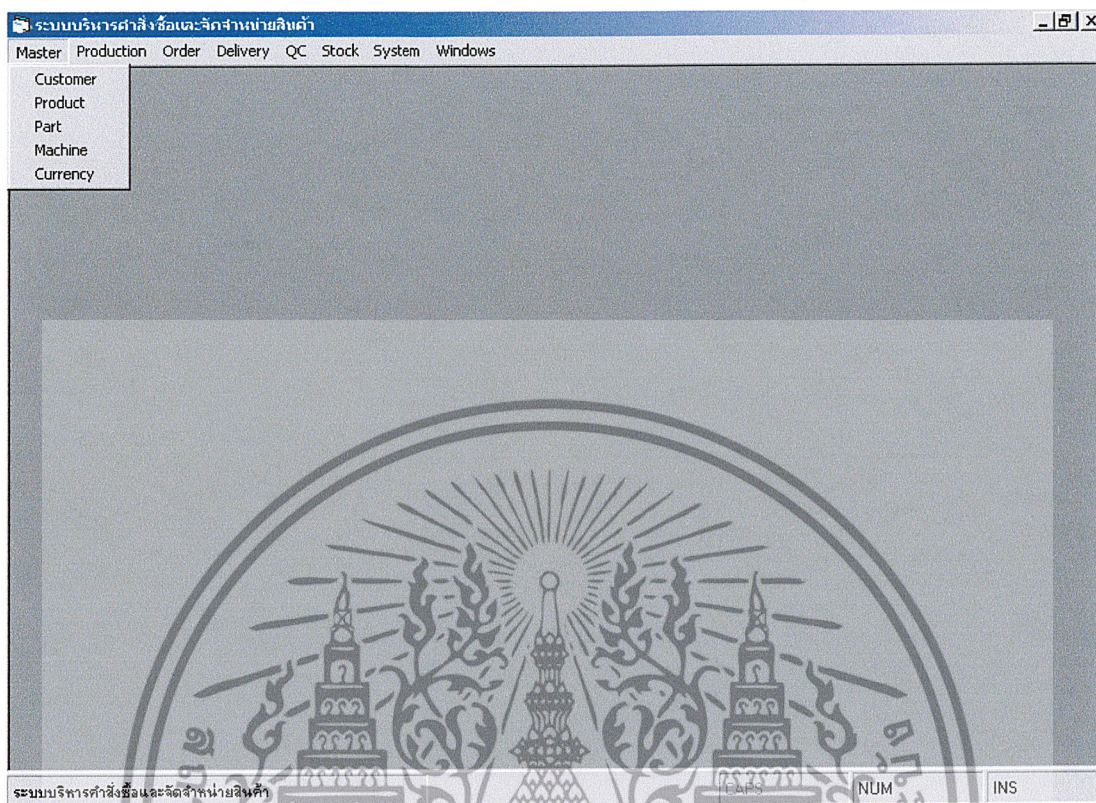 ระบบบริหารคำสั่งซื้อและจัดจำหน่ายสินค้า
Master Production Order Delivery QC Stock System Windows
Customer
Product
Part
Machine
Currency
ระบบบริหารคำสั่งซื้อและจัดจำหน่ายสินค้า CAPS NUM INS